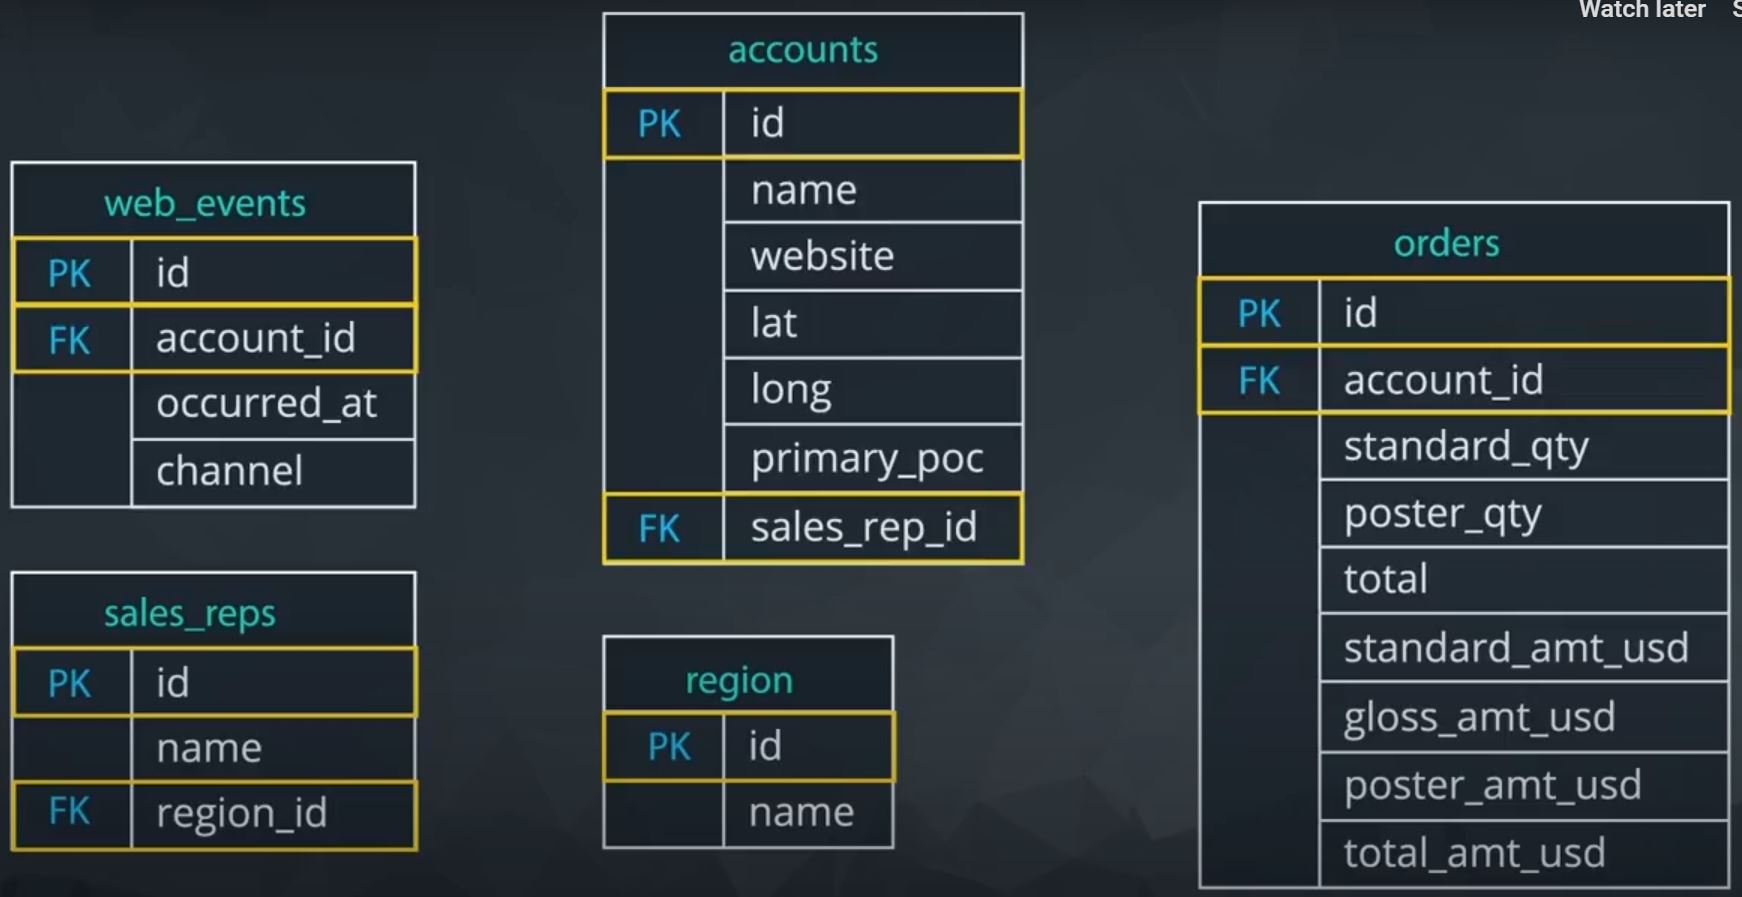 Watch later
accounts
PK id
name
website
lat
long
primary_poc
FK sales_rep_id
web_events
PK id
FK account_id
occurred_at
channel
orders
PK id
FK account_id
standard_qty
poster_qty
total
standard_amt_usd
gloss_amt_usd
poster_amt_usd
total_amt_usd
sales_reps
PK id
name
FK region_id
region
PK id
name